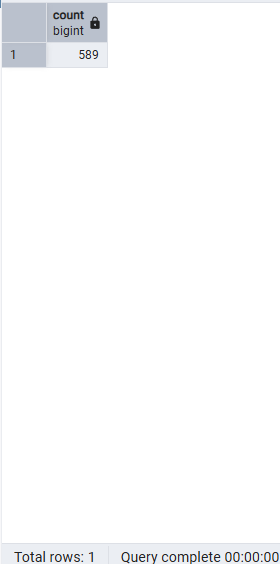 count
bigint
1 589
Total rows: 1 Query complete 00:00:00